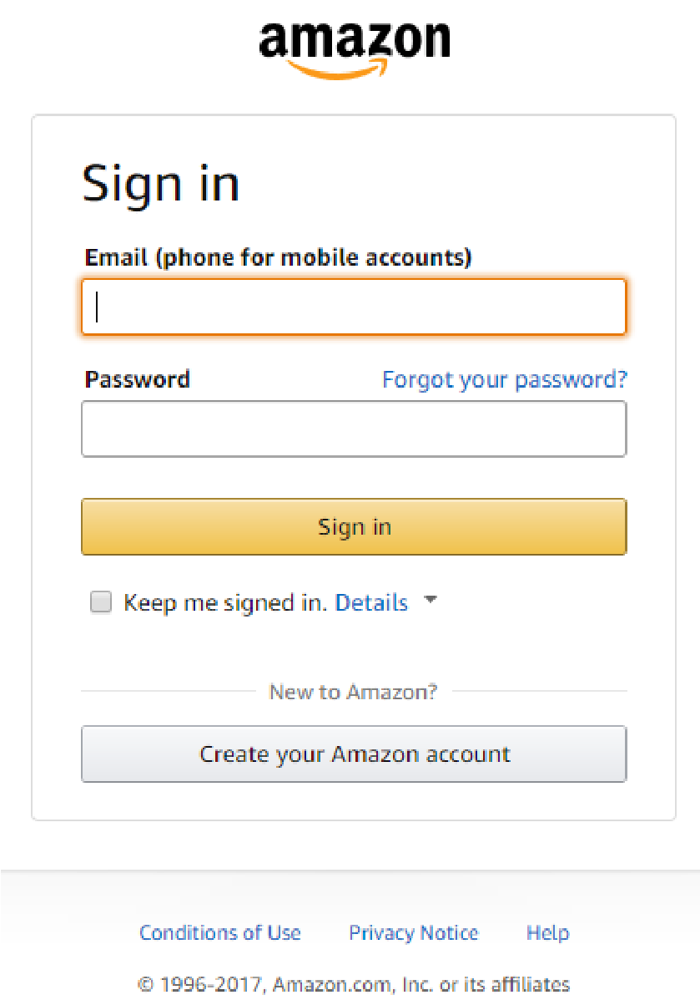 amazon
Sign in
Email (phone for mobile accounts)
Password Forgot your password?
Sign in
Keep me signed in. Details
New to Amazon?
Create your Amazon account
Conditions of Use Privacy Notice Help
© 1996-2017, Amazon.com, Inc. or its affiliates